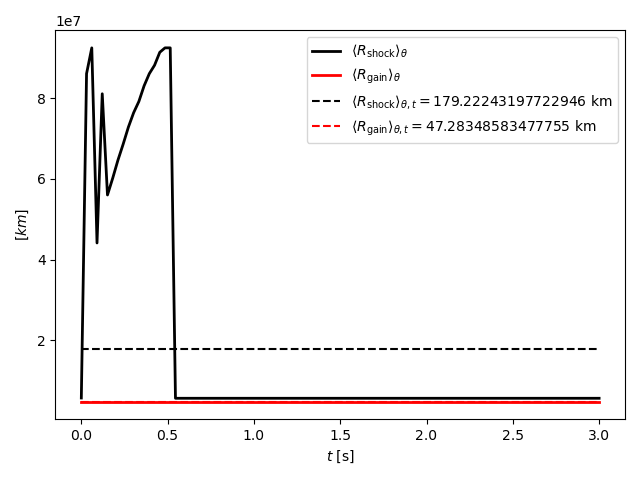 1e7
⟨R_shock⟩_θ
⟨R_gain⟩_θ
⟨R_shock⟩_θ,t = 179.22243197722946 km
⟨R_gain⟩_θ,t = 47.28348583477755 km
8
6
4
2
[km]
0.0 0.5 1.0 1.5 2.0 2.5 3.0
t [s]